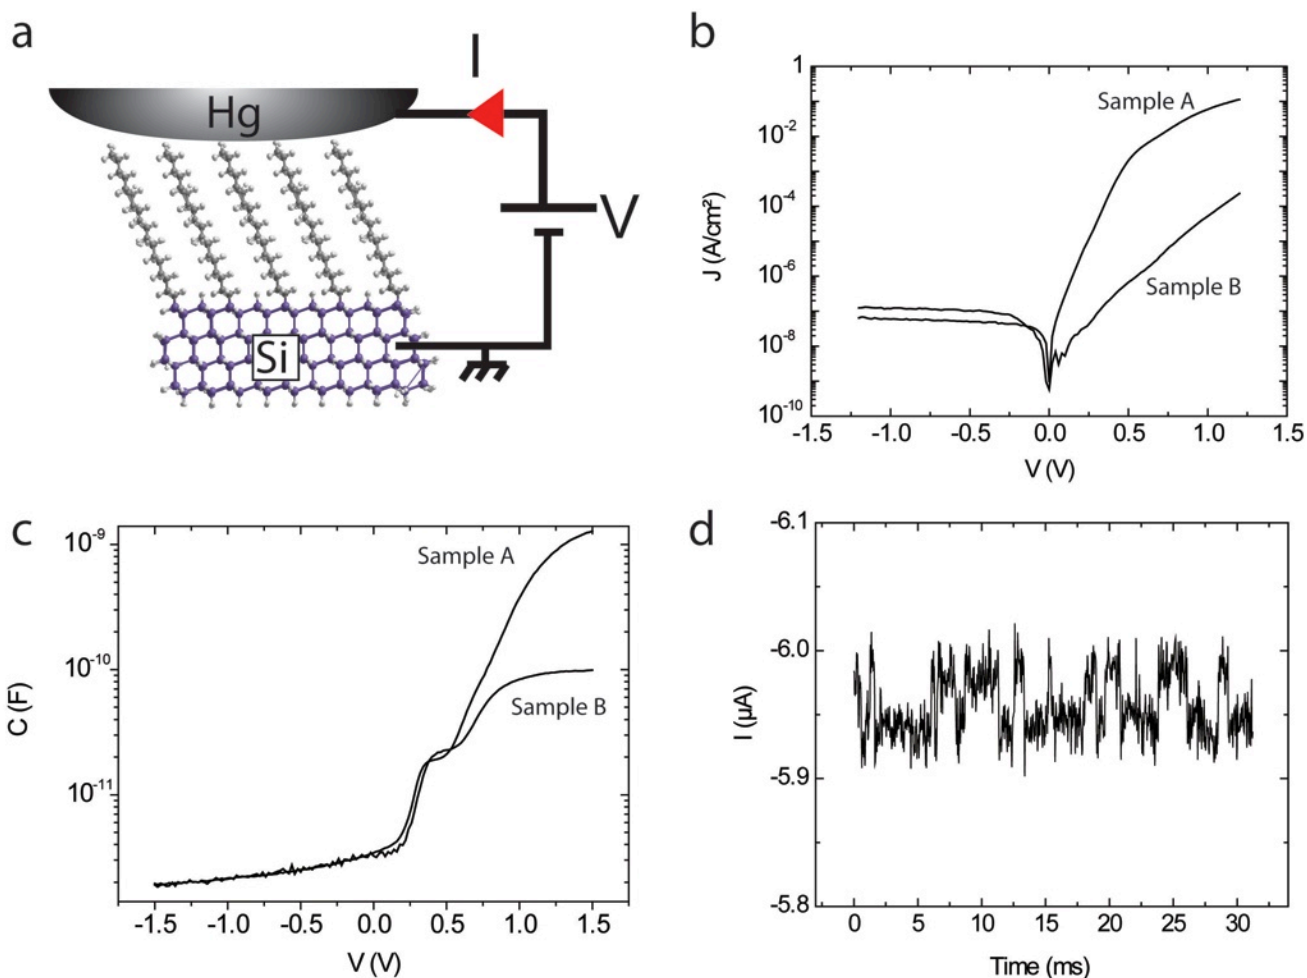 a
I
Hg
V
Si
b
1
10⁻²
10⁻⁴
10⁻⁶
10⁻⁸
10⁻¹⁰
J (A/cm²)
Sample A
Sample B
-1.5 -1.0 -0.5 0.0 0.5 1.0 1.5
V (V)
c
10⁻⁹
10⁻¹⁰
10⁻¹¹
C (F)
Sample A
Sample B
-1.5 -1.0 -0.5 0.0 0.5 1.0 1.5
V (V)
d
-6.1
-6.0
-5.9
-5.8
I (µA)
0 5 10 15 20 25 30
Time (ms)